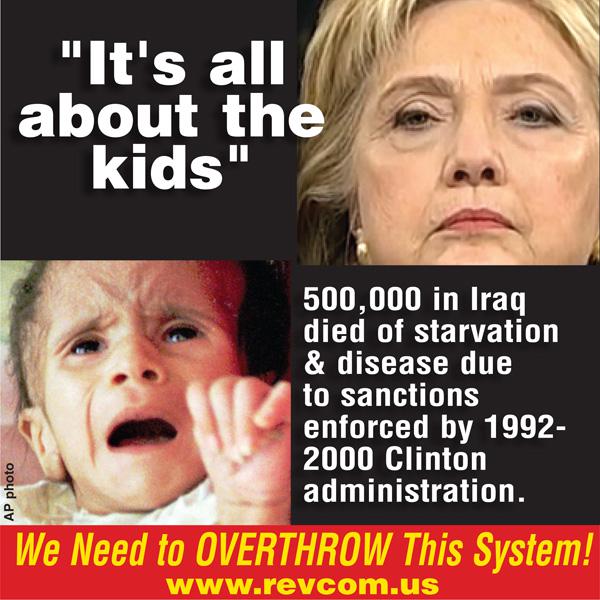 "It's all
about the
kids"
500,000 in Iraq
died of starvation
& disease due
to sanctions
enforced by 1992-
2000 Clinton
administration.
AP photo
We Need to OVERTHROW This System!
www.revcom.us